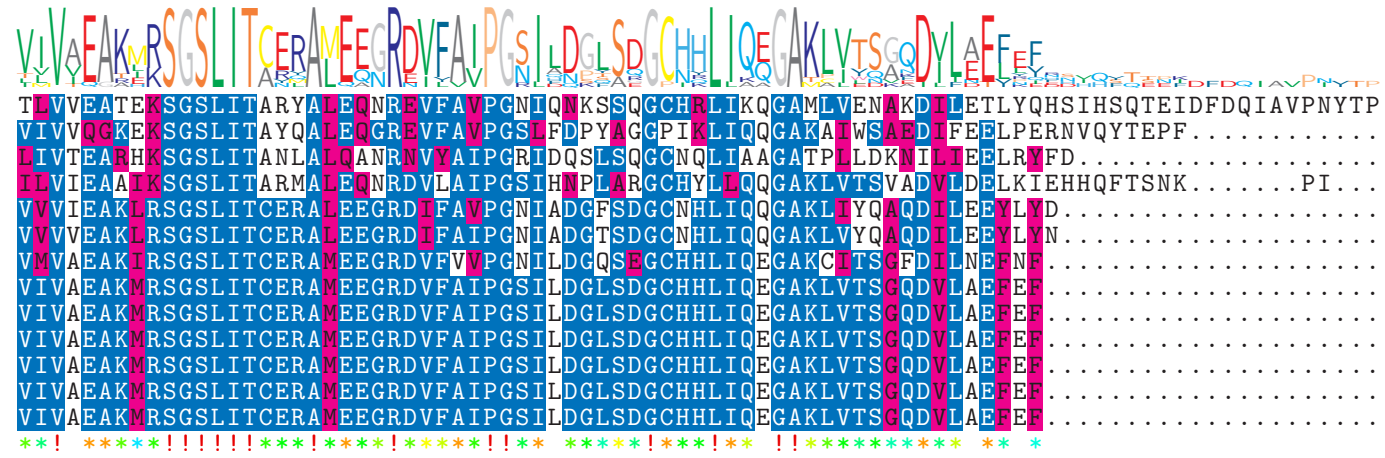 TLVVEATEKSGSLITARYALEQNREVFAVPGNIQNKSSQGCHRLIKQGAMLVENAKDILETLYQHSIHSQTEIDFDQIAVPNYTP
VIVVQGKEKSGSLITAYQALEQGREVFAVPGSLFDPYAGGPIKLIQQGAKAIWSAEDIFEELPERNVQYTEPF............
LIVTEARHKSGSLITANLALQANRNVYAIPGRIDQSLSQGCNQLIAAGATPLLDKNILIEELRYFD...................
ILVIEAAIKSGSLITARMALEQNRDVLAIPGSIHNPLARGCHYLLQQGAKLVTSVADVLDELKIEHHQFTSNK.......PI...
VVVIEAKLRSGSLITCERALEEGRDIFAVPGNIADGFSDGCNHLIQQGAKLIYQAQDILEEYLYD....................
VVVVEAKLRSGSLITCERALEEGRDIFAIPGNIADGTSDGCNHLIQQGAKLVYQAQDILEEYLYN....................
VMVAEAKIRSGSLITCERAMEEGRDVFVVPGNILDGQSEGCHHLIQEGAKCITSGFDILNEFNF.....................
VIVAEAKMRSGSLITCERAMEEGRDVFAIPGSILDGLSDGCHHLIQEGAKLVTSGQDVLAEFEF.....................
VIVAEAKMRSGSLITCERAMEEGRDVFAIPGSILDGLSDGCHHLIQEGAKLVTSGQDVLAEFEF.....................
VIVAEAKMRSGSLITCERAMEEGRDVFAIPGSILDGLSDGCHHLIQEGAKLVTSGQDVLAEFEF.....................
VIVAEAKMRSGSLITCERAMEEGRDVFAIPGSILDGLSDGCHHLIQEGAKLVTSGQDVLAEFEF.....................
VIVAEAKMRSGSLITCERAMEEGRDVFAIPGSILDGLSDGCHHLIQEGAKLVTSGQDVLAEFEF.....................
VIVAEAKMRSGSLITCERAMEEGRDVFAIPGSILDGLSDGCHHLIQEGAKLVTSGQDVLAEFEF.....................
**! *****!!!!!!***!****!*****!!** *****!***!** !!********** ** *